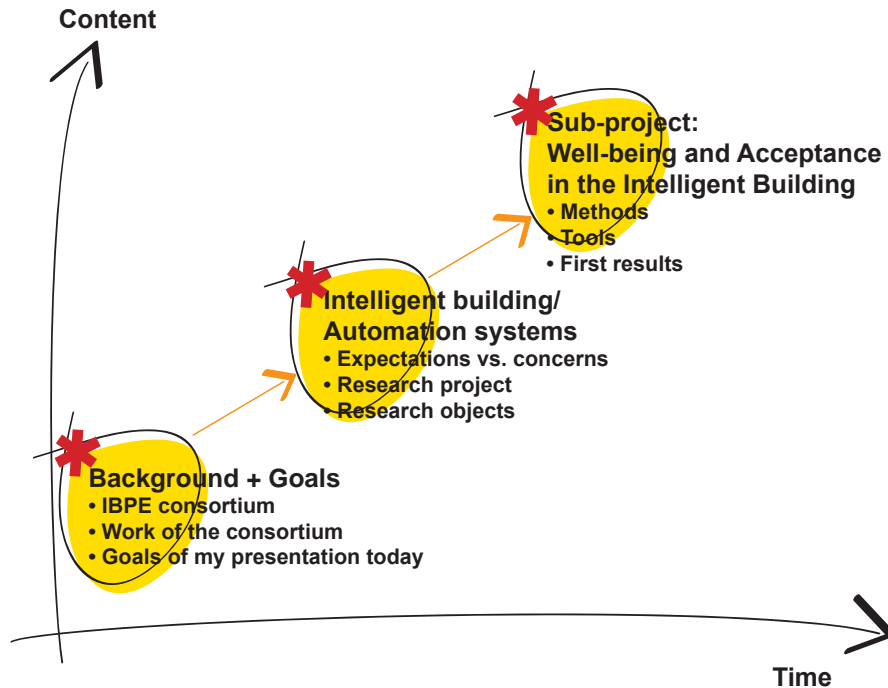 Content
Sub-project:
Well-being and Acceptance
in the Intelligent Building
• Methods
• Tools
• First results
Intelligent building/
Automation systems
• Expectations vs. concerns
• Research project
• Research objects
Background + Goals
• IBPE consortium
• Work of the consortium
• Goals of my presentation today
Time